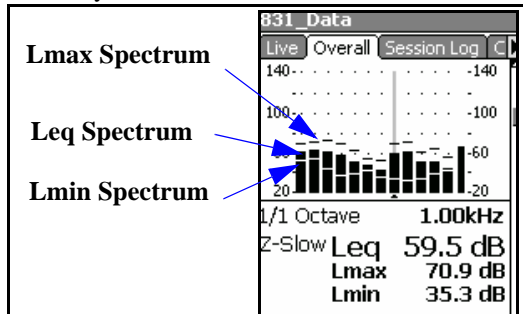 831_Data
Live Overall Session Log C
Lmax Spectrum
140 -140
100 -100
Leq Spectrum
60 -60
Lmin Spectrum
20 -20
1/1 Octave 1.00kHz
Z-Slow Leq 59.5 dB
Lmax 70.9 dB
Lmin 35.3 dB